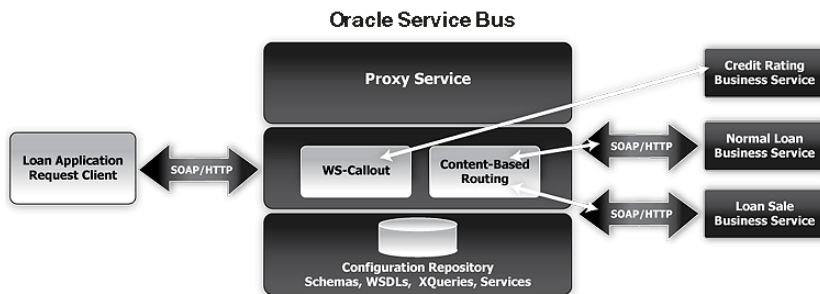 Oracle Service Bus
Proxy Service
Credit Rating
Business Service
Loan Application
Request Client
SOAP/HTTP
WS-Callout
Content-Based
Routing
SOAP/HTTP
Normal Loan
Business Service
SOAP/HTTP
Loan Sale
Business Service
Configuration Repository
Schemas, WSDLs, XQueries, Services